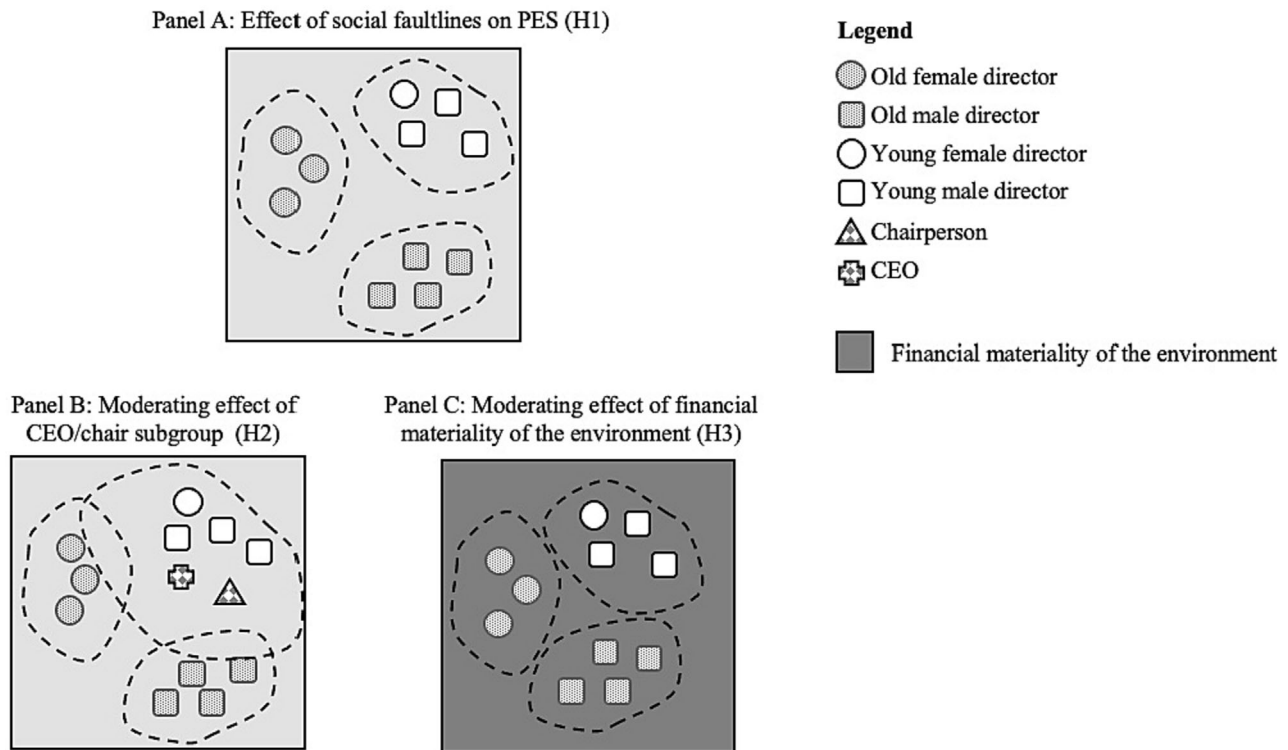 Panel A: Effect of social faultlines on PES (H1)
Legend
Old female director
Old male director
Young female director
Young male director
Chairperson
CEO
Financial materiality of the environment
Panel B: Moderating effect of
CEO/chair subgroup (H2)
Panel C: Moderating effect of financial
materiality of the environment (H3)